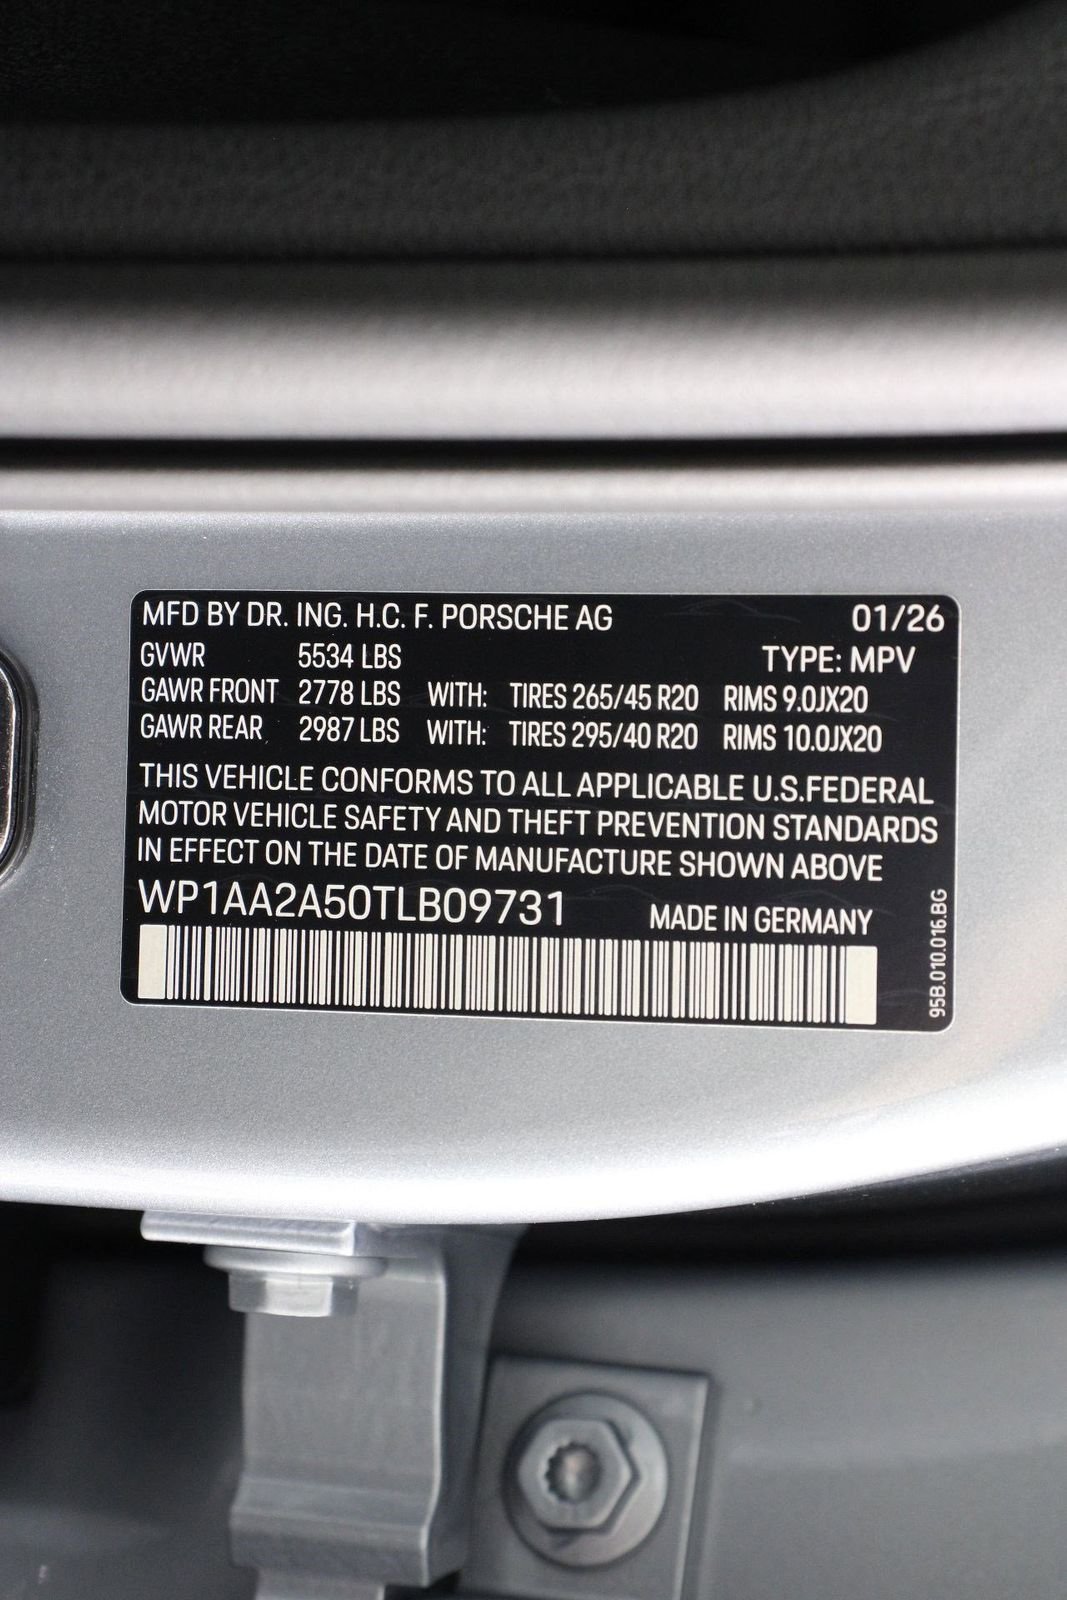 MFD BY DR. ING. H.C. F. PORSCHE AG 01/26
GVWR 5534 LBS TYPE: MPV
GAWR FRONT 2778 LBS WITH: TIRES 265/45 R20 RIMS 9.0JX20
GAWR REAR 2987 LBS WITH: TIRES 295/40 R20 RIMS 10.0JX20
THIS VEHICLE CONFORMS TO ALL APPLICABLE U.S.FEDERAL
MOTOR VEHICLE SAFETY AND THEFT PREVENTION STANDARDS
IN EFFECT ON THE DATE OF MANUFACTURE SHOWN ABOVE
WP1AA2A50TLB09731 MADE IN GERMANY
95B.010.016.BG